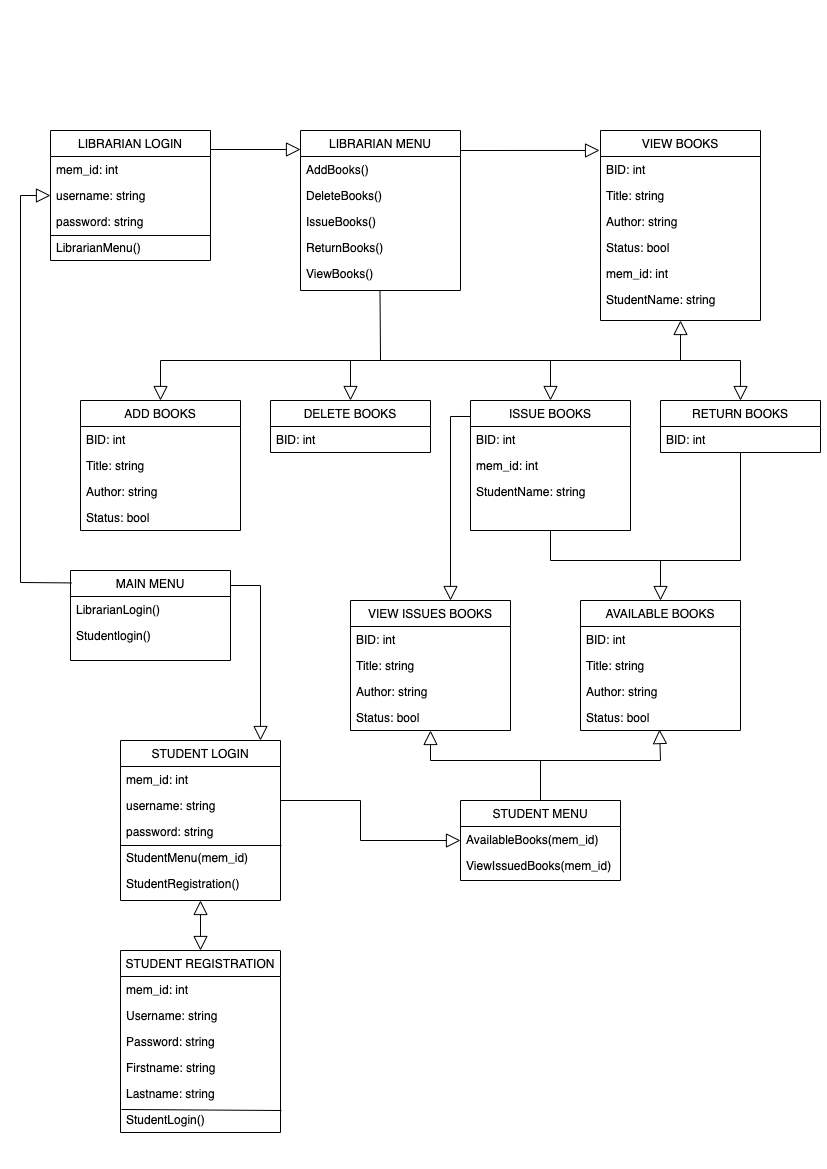 LIBRARIAN LOGIN
mem_id: int
username: string
password: string
LibrarianMenu()
LIBRARIAN MENU
AddBooks()
DeleteBooks()
IssueBooks()
ReturnBooks()
ViewBooks()
VIEW BOOKS
BID: int
Title: string
Author: string
Status: bool
mem_id: int
StudentName: string
ADD BOOKS
BID: int
Title: string
Author: string
Status: bool
DELETE BOOKS
BID: int
ISSUE BOOKS
BID: int
mem_id: int
StudentName: string
RETURN BOOKS
BID: int
MAIN MENU
LibrarianLogin()
Studentlogin()
VIEW ISSUES BOOKS
BID: int
Title: string
Author: string
Status: bool
AVAILABLE BOOKS
BID: int
Title: string
Author: string
Status: bool
STUDENT LOGIN
mem_id: int
username: string
password: string
StudentMenu(mem_id)
StudentRegistration()
STUDENT MENU
AvailableBooks(mem_id)
ViewIssuedBooks(mem_id)
STUDENT REGISTRATION
mem_id: int
Username: string
Password: string
Firstname: string
Lastname: string
StudentLogin()